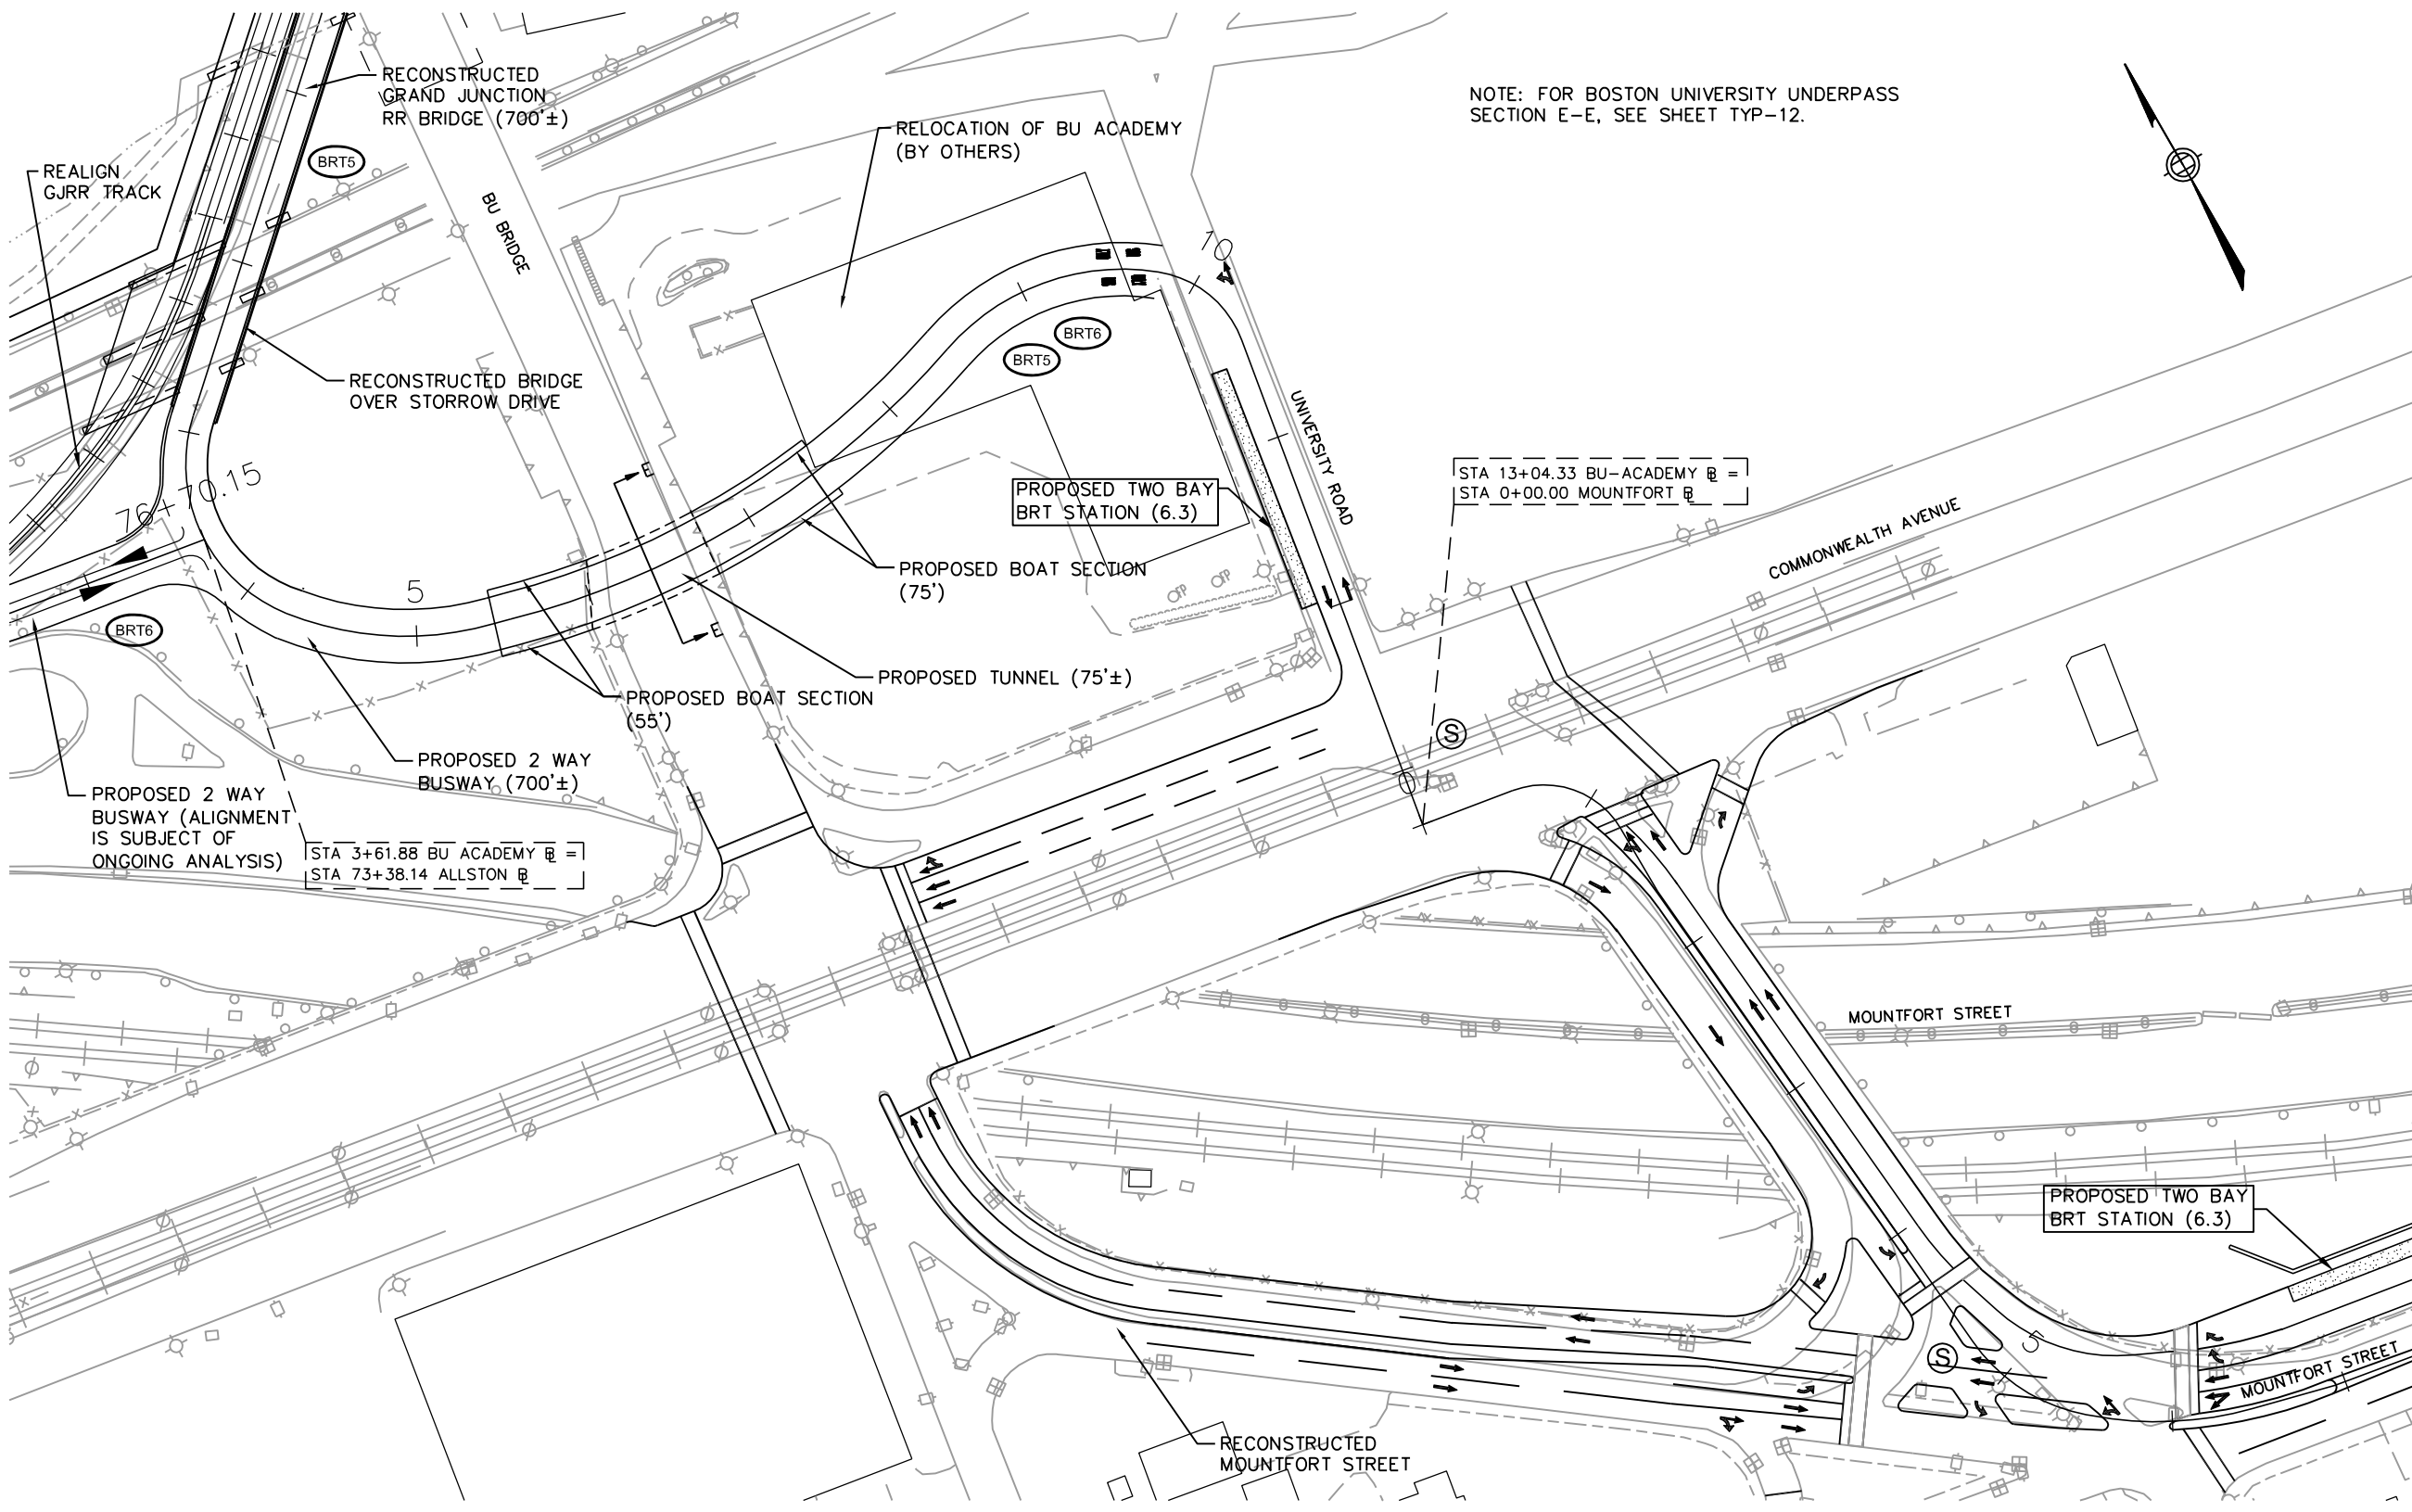 RECONSTRUCTED
GRAND JUNCTION
RR BRIDGE (700'±)
BRT5
REALIGN
GJRR TRACK
BU BRIDGE
RELOCATION OF BU ACADEMY
(BY OTHERS)
NOTE: FOR BOSTON UNIVERSITY UNDERPASS
SECTION E-E, SEE SHEET TYP-12.
10
BRT6
BRT5
RECONSTRUCTED BRIDGE
OVER STORROW DRIVE
UNIVERSITY ROAD
76+70.15
E
PROPOSED TWO BAY
BRT STATION (6.3)
STA 13+04.33 BU-ACADEMY BL =
STA 0+00.00 MOUNTFORT BL
COMMONWEALTH AVENUE
5
PROPOSED BOAT SECTION
(75')
BRT6
E
PROPOSED TUNNEL (75'±)
PROPOSED BOAT SECTION
(55')
PROPOSED 2 WAY
BUSWAY (700'±)
S
0
PROPOSED 2 WAY
BUSWAY (ALIGNMENT
IS SUBJECT OF
ONGOING ANALYSIS)
STA 3+61.88 BU ACADEMY BL =
STA 73+38.14 ALLSTON BL
MOUNTFORT STREET
PROPOSED TWO BAY
BRT STATION (6.3)
5
S
MOUNTFORT STREET
RECONSTRUCTED
MOUNTFORT STREET